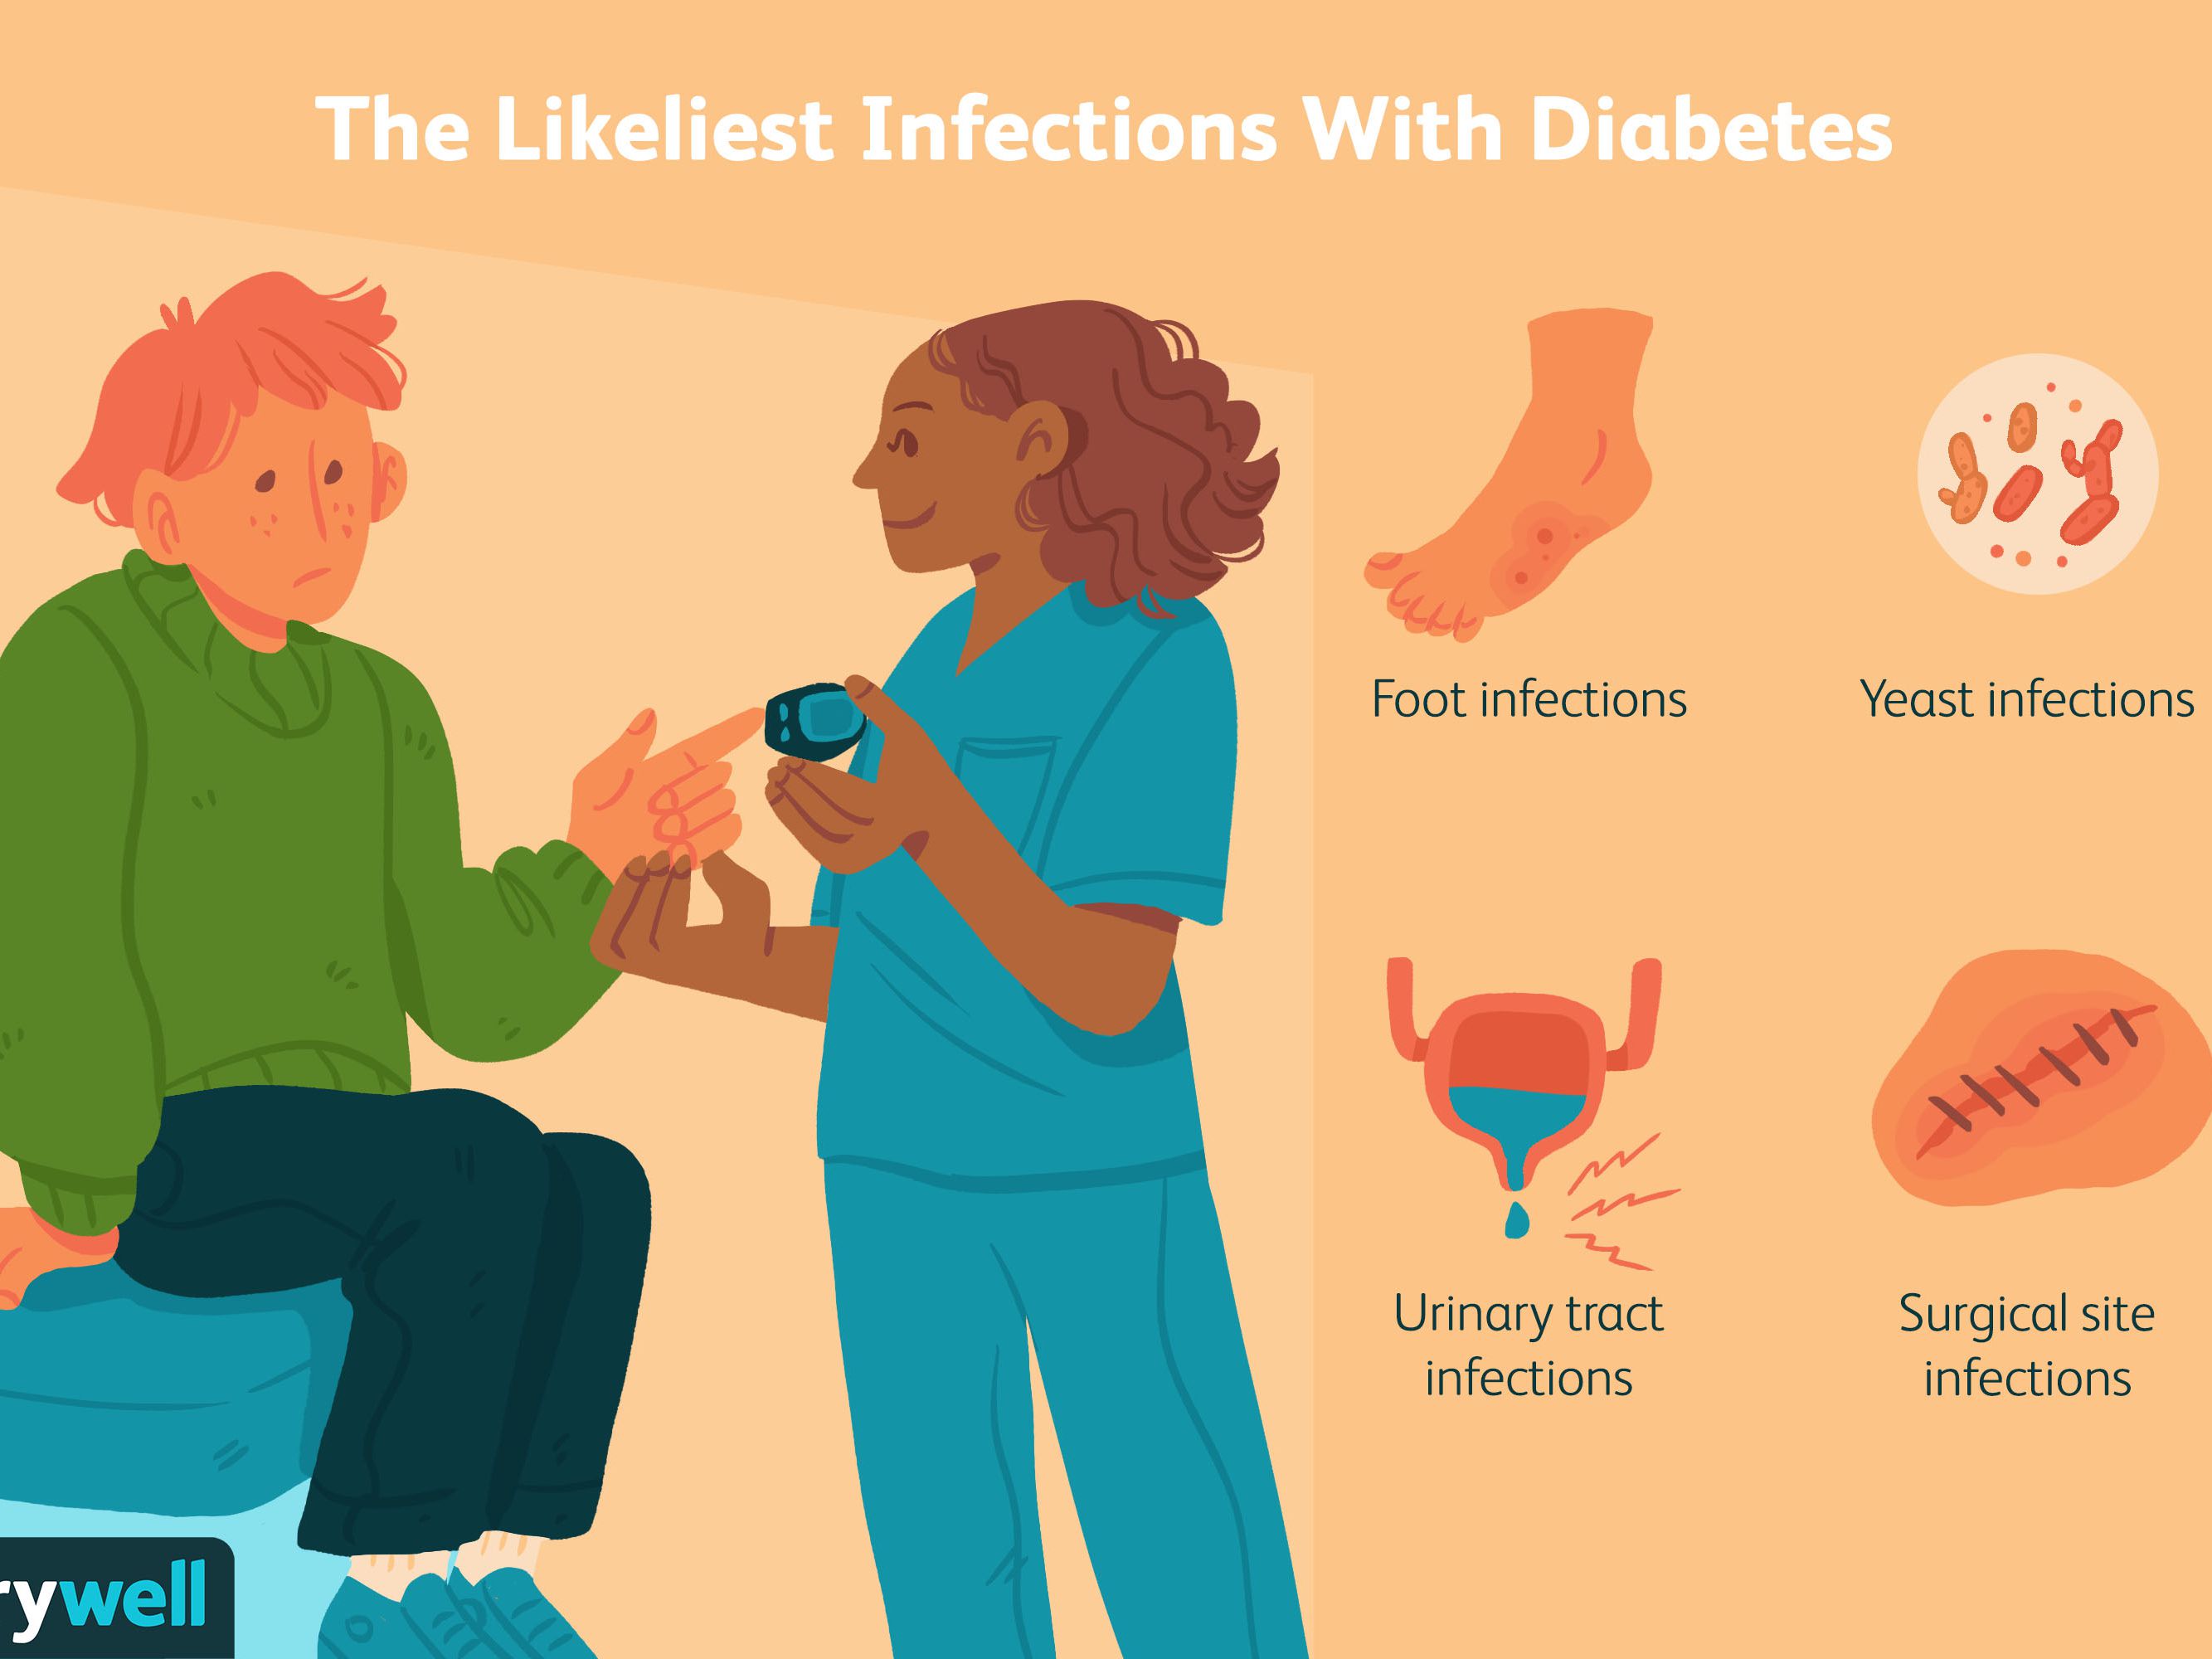 The Likeliest Infections With Diabetes
Foot infections
Yeast infections
Urinary tract
infections
Surgical site
infections
rywell